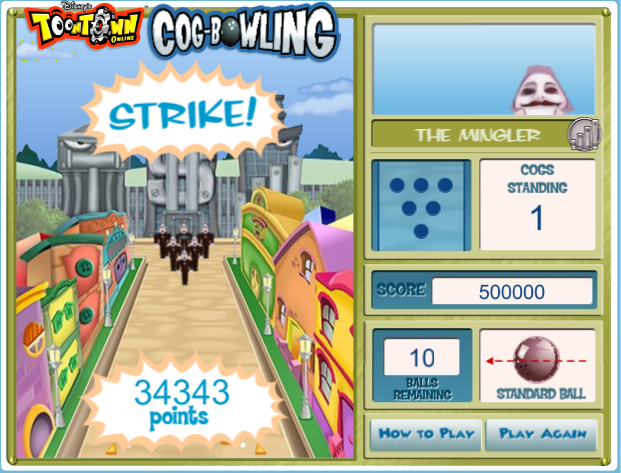 Disney's
TOONTOWN
ONLINE
COG-BOWLING
STRIKE!
THE MINGLER
COGS
STANDING
1
SCORE 500000
10
BALLS
REMAINING
STANDARD BALL
34343
points
HOW TO PLAY
PLAY AGAIN